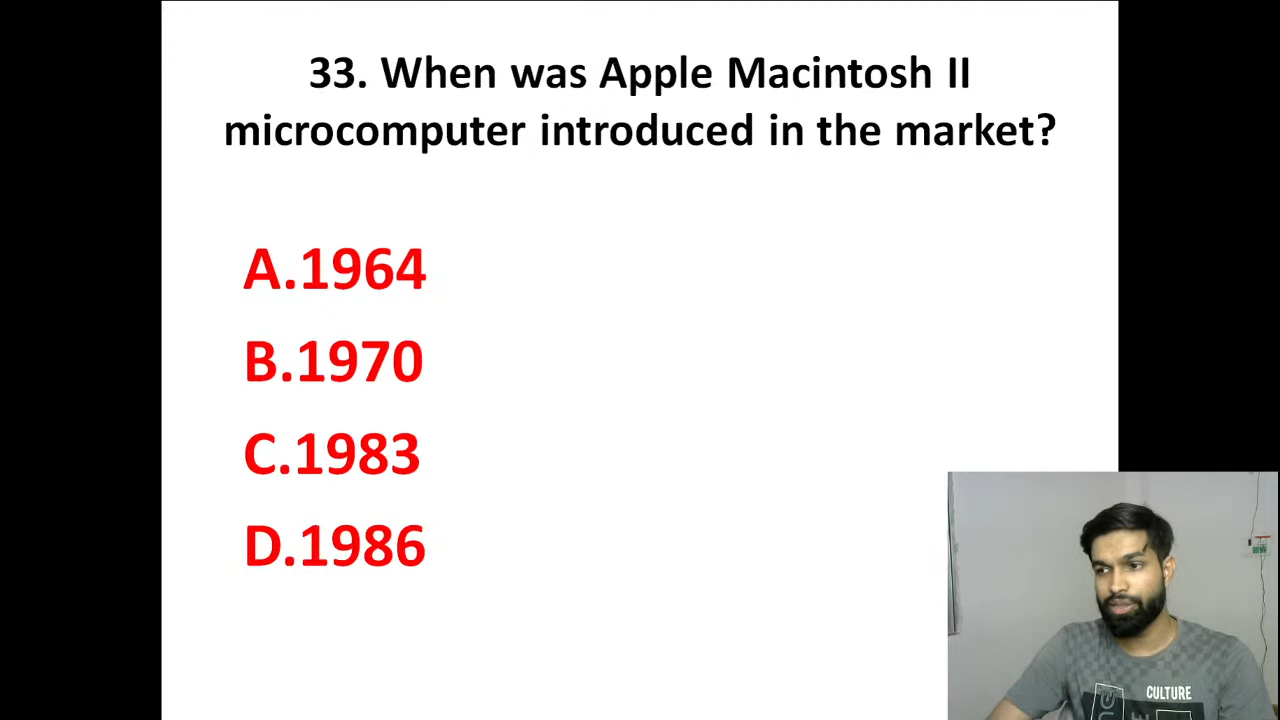 33. When was Apple Macintosh II
microcomputer introduced in the market?
A.1964
B.1970
C.1983
D.1986
CULTURE